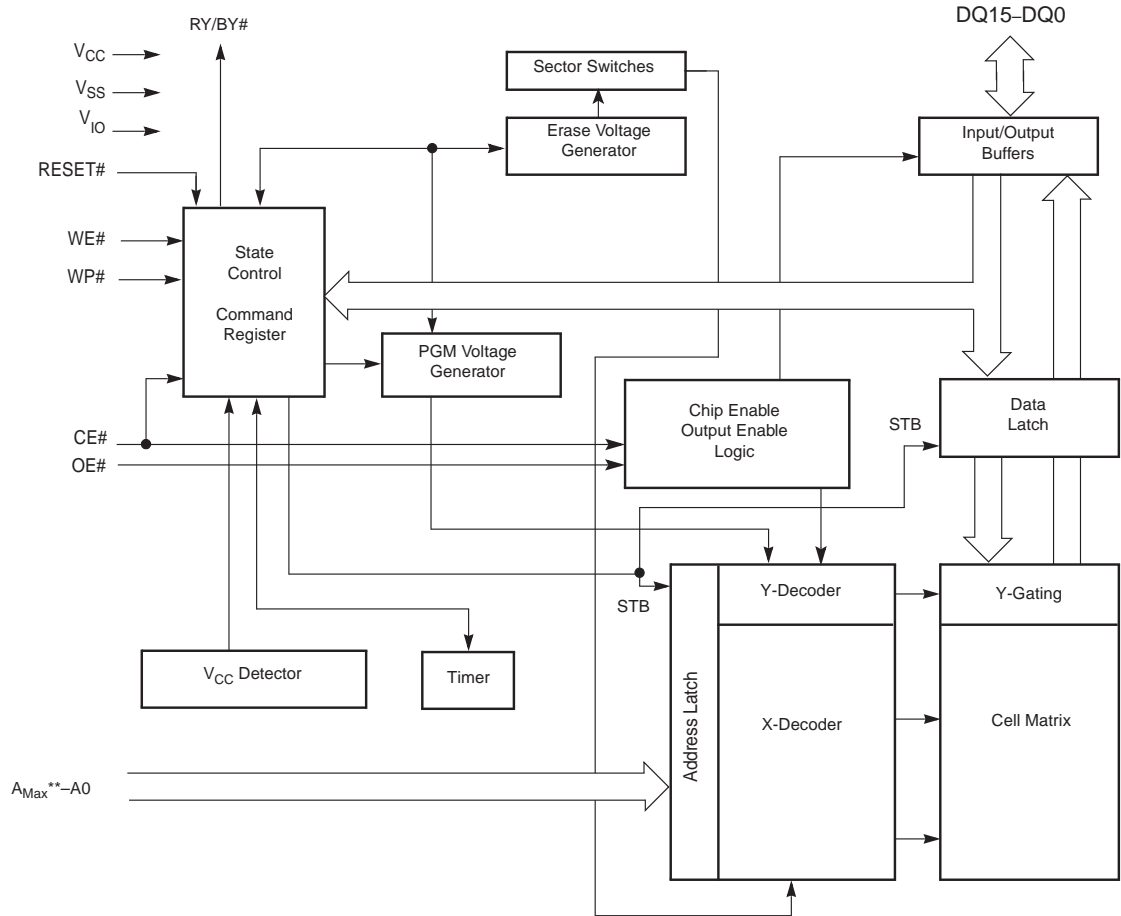 RY/BY#
DQ15–DQ0
VCC
VSS
VIO
RESET#
WE#
WP#
CE#
OE#
AMax**–A0
Sector Switches
Erase Voltage
Generator
Input/Output
Buffers
State
Control
Command
Register
PGM Voltage
Generator
Chip Enable
Output Enable
Logic
STB
Data
Latch
STB
Address Latch
Y-Decoder
Y-Gating
X-Decoder
Cell Matrix
VCC Detector
Timer